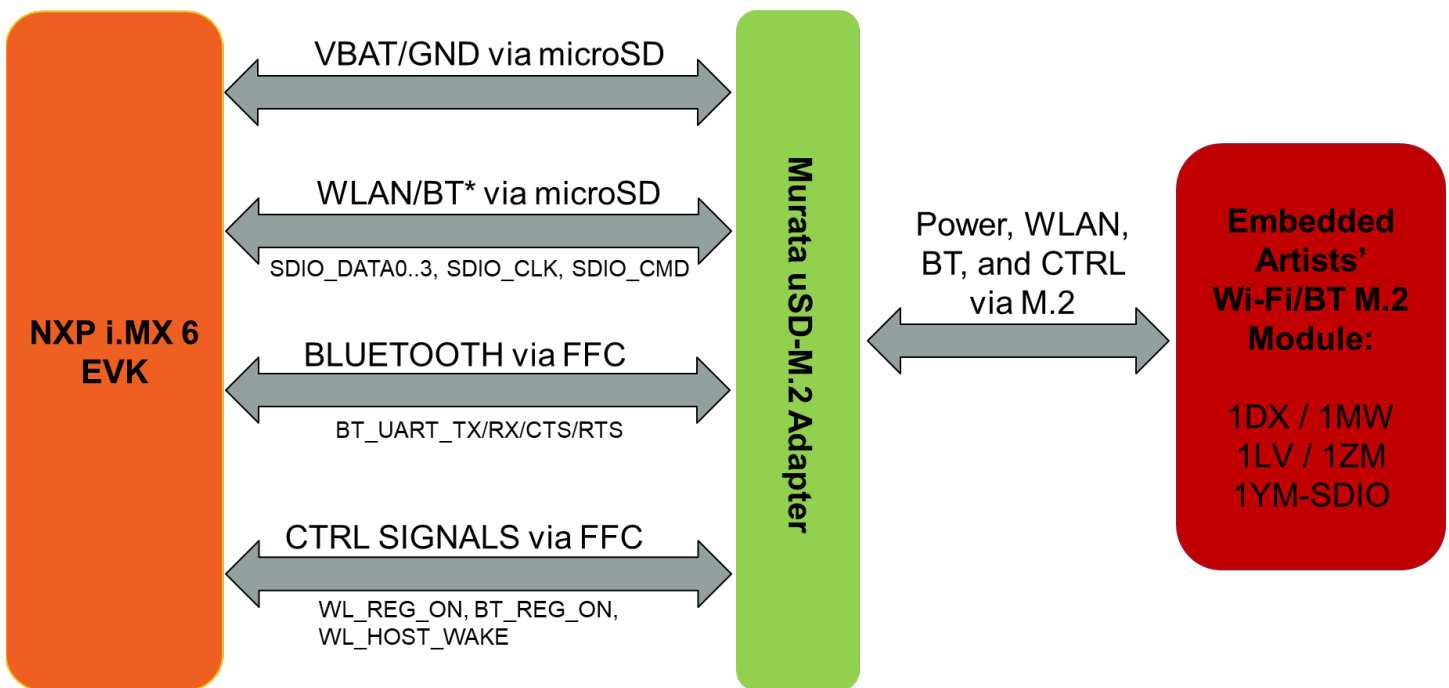 NXP i.MX 6
EVK
VBAT/GND via microSD
WLAN/BT* via microSD
SDIO_DATA0..3, SDIO_CLK, SDIO_CMD
BLUETOOTH via FFC
BT_UART_TX/RX/CTS/RTS
CTRL SIGNALS via FFC
WL_REG_ON, BT_REG_ON,
WL_HOST_WAKE
Murata uSD-M.2 Adapter
Power, WLAN,
BT, and CTRL
via M.2
Embedded
Artists’
Wi-Fi/BT M.2
Module:
1DX / 1MW
1LV / 1ZM
1YM-SDIO